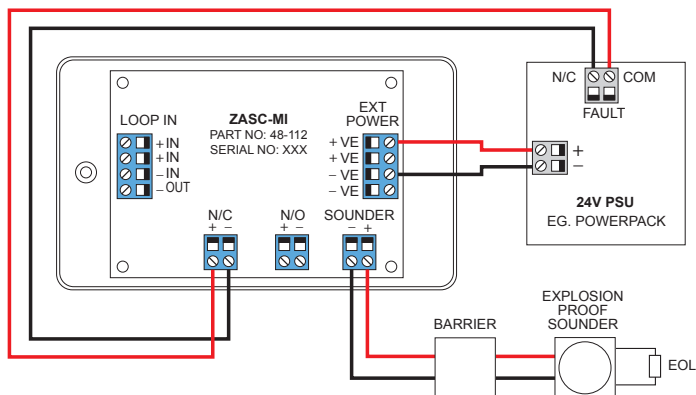 N/C COM
FAULT
LOOP IN
ZASC-MI
PART NO: 48-112
SERIAL NO: XXX
EXT
POWER
+ IN
+ IN
– IN
– OUT
+ VE
+ VE
– VE
– VE
+
–
24V PSU
EG. POWERPACK
N/C
+ –
N/O
+ –
SOUNDER
– +
BARRIER
EXPLOSION
PROOF
SOUNDER
EOL